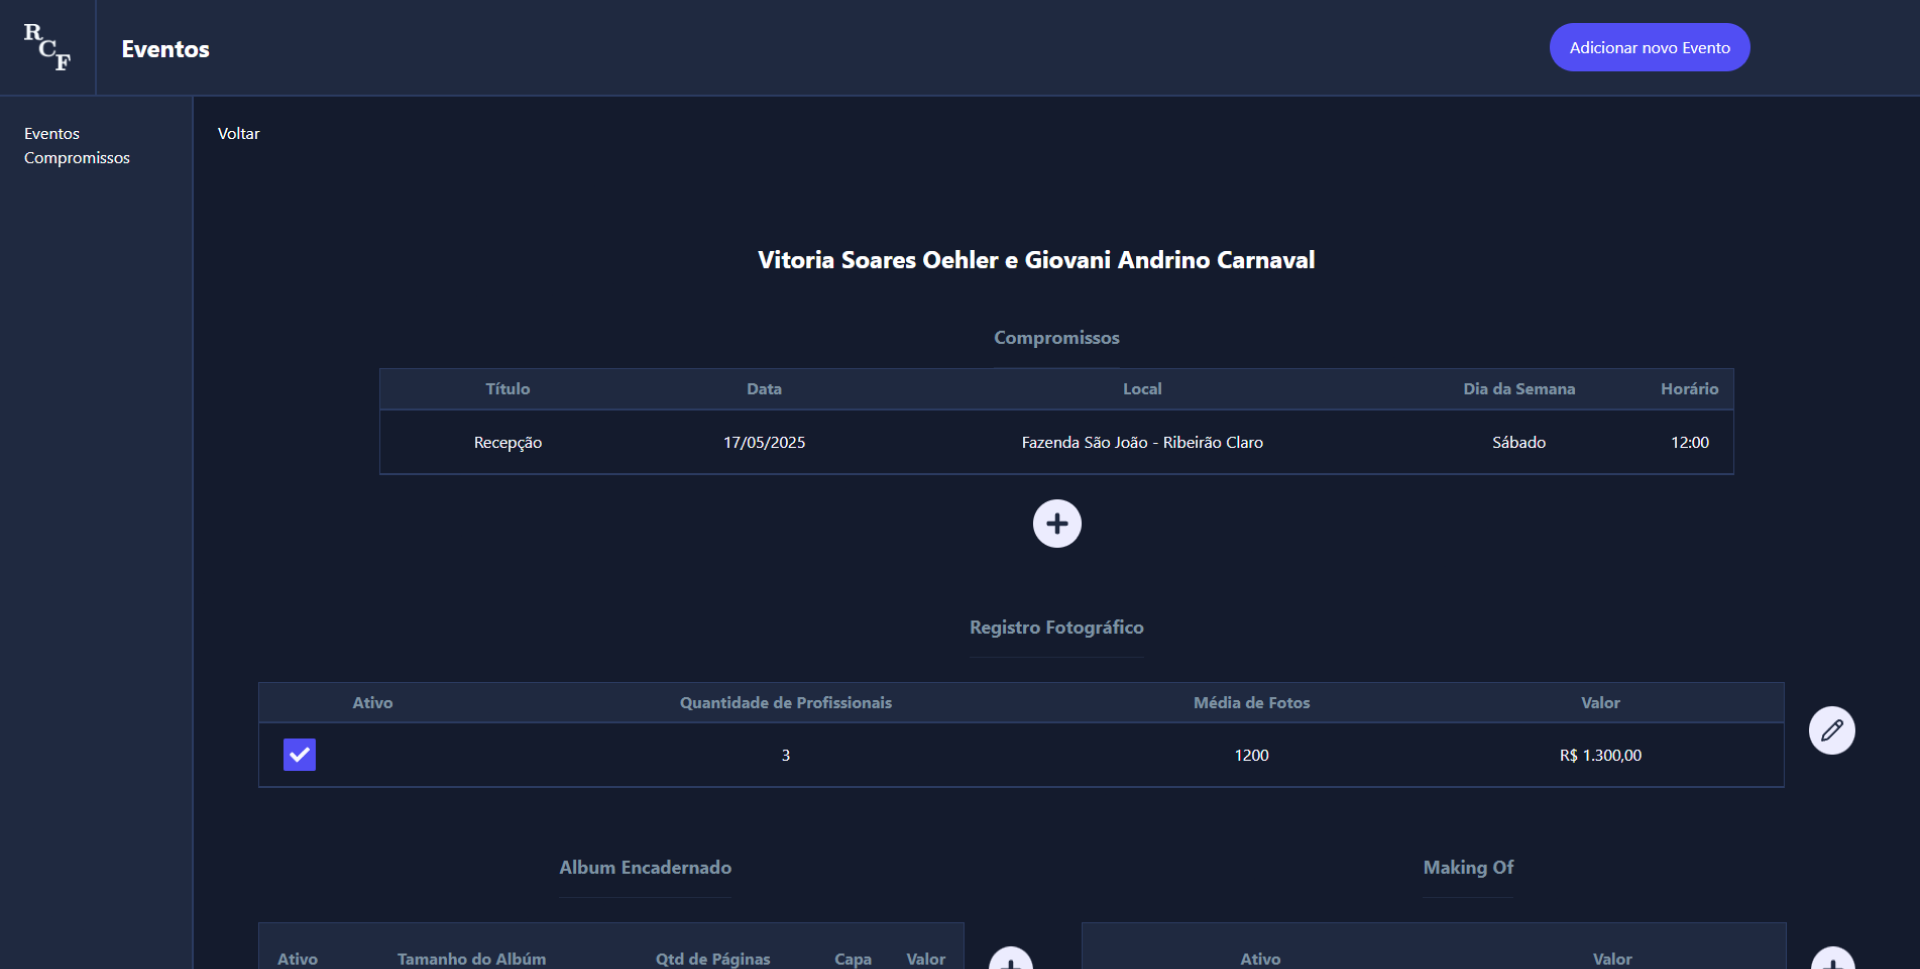 RCF
Eventos
Adicionar novo Evento
Eventos
Compromissos
Voltar
Vitoria Soares Oehler e Giovani Andrino Carnaval
Compromissos
Título Data Local Dia da Semana Horário
Recepção 17/05/2025 Fazenda São João - Ribeirão Claro Sábado 12:00
Registro Fotográfico
Ativo Quantidade de Profissionais Média de Fotos Valor
3 1200 R$ 1.300,00
Album Encadernado
Making Of
Ativo Tamanho do Albúm Qtd de Páginas Capa Valor
Ativo Valor